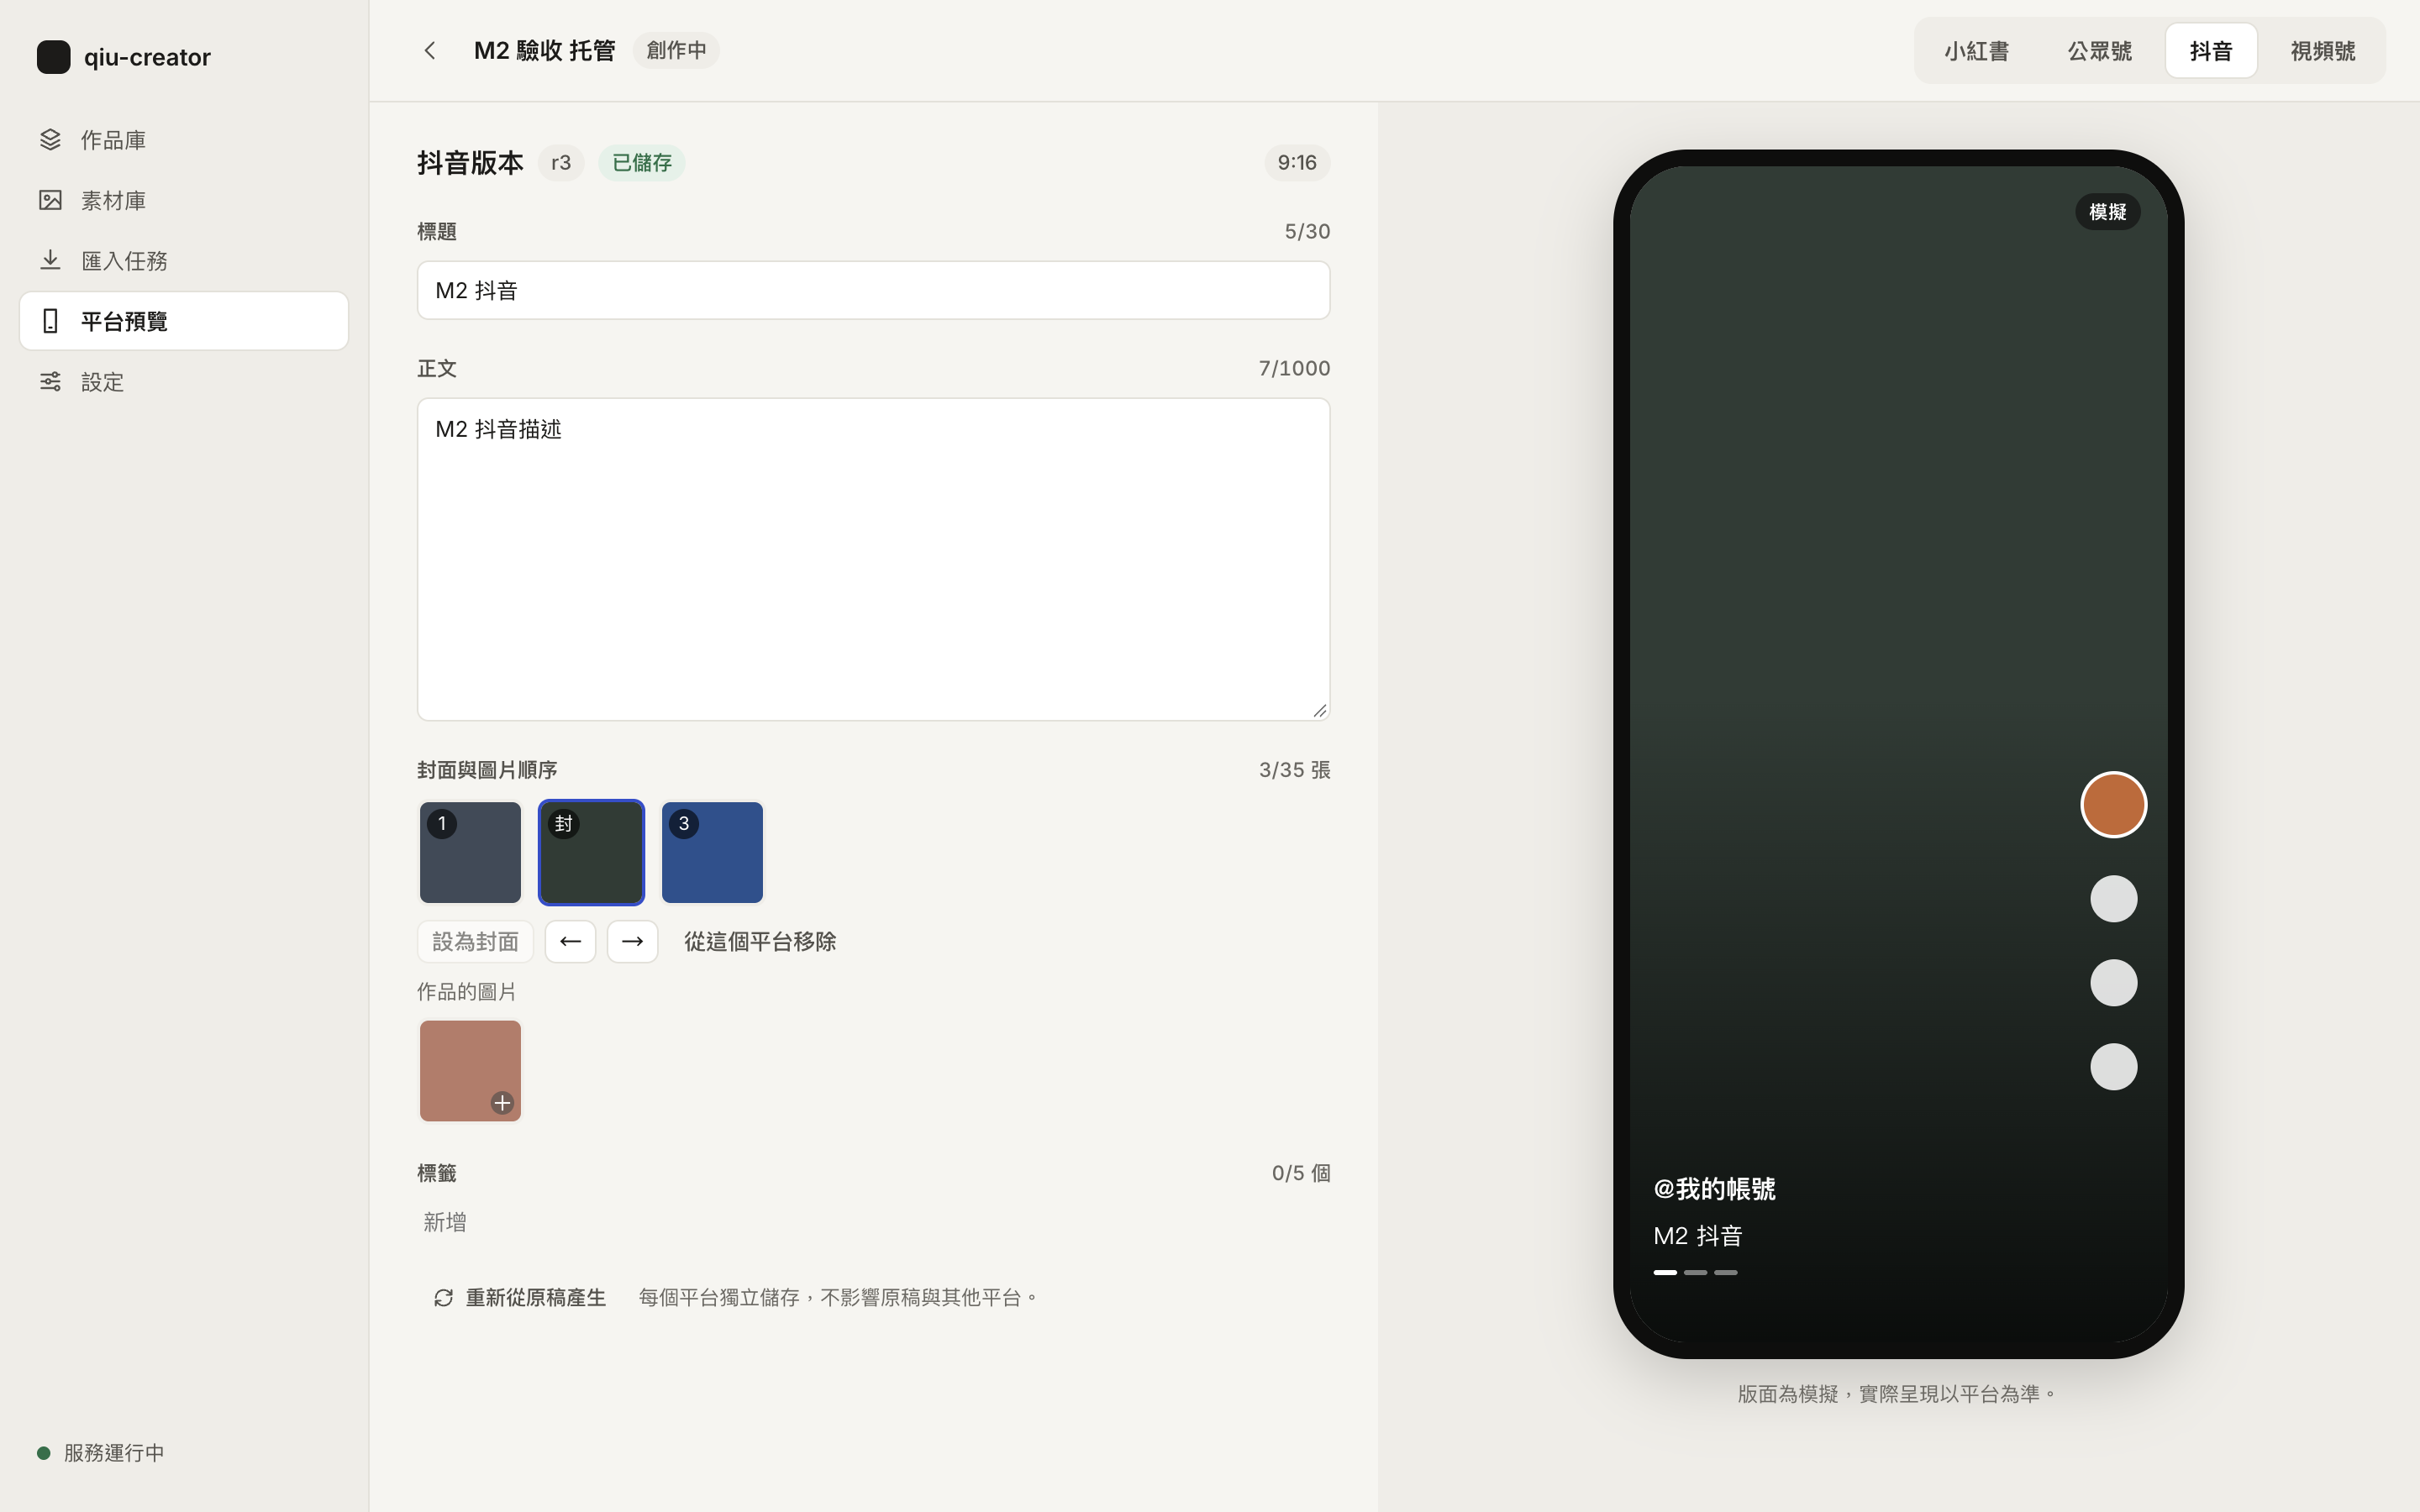 qiu-creator
作品庫
素材庫
匯入任務
平台預覽
設定
服務運行中
M2 驗收 托管 創作中
小紅書 公眾號 抖音 視頻號
抖音版本 r3 已儲存 9:16
標題 5/30
M2 抖音
正文 7/1000
M2 抖音描述
封面與圖片順序 3/35 張
1 封 3
設為封面 ← → 從這個平台移除
作品的圖片
標籤 0/5 個
新增
重新從原稿產生 每個平台獨立儲存，不影響原稿與其他平台。
模擬
@我的帳號
M2 抖音
版面為模擬，實際呈現以平台為準。